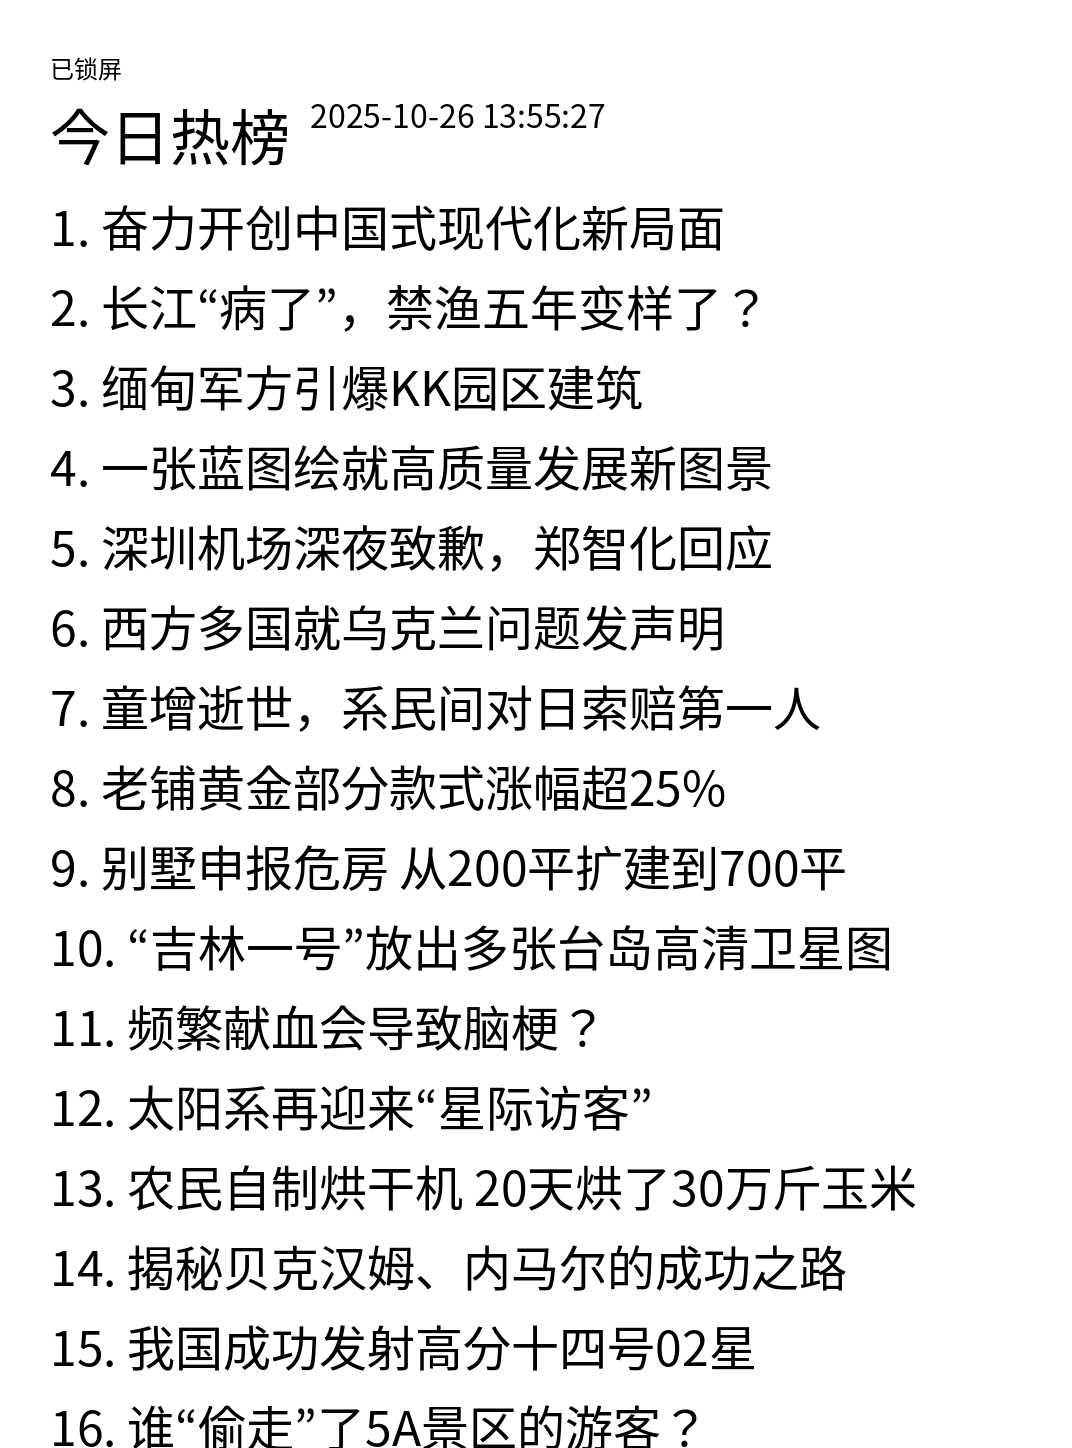 已锁屏
今日热榜 2025-10-26 13:55:27
1. 奋力开创中国式现代化新局面
2. 长江“病了”，禁渔五年变样了？
3. 缅甸军方引爆KK园区建筑
4. 一张蓝图绘就高质量发展新图景
5. 深圳机场深夜致歉，郑智化回应
6. 西方多国就乌克兰问题发声明
7. 童增逝世，系民间对日索赔第一人
8. 老铺黄金部分款式涨幅超25%
9. 别墅申报危房 从200平扩建到700平
10. “吉林一号”放出多张台岛高清卫星图
11. 频繁献血会导致脑梗？
12. 太阳系再迎来“星际访客”
13. 农民自制烘干机 20天烘了30万斤玉米
14. 揭秘贝克汉姆、内马尔的成功之路
15. 我国成功发射高分十四号02星
16. 谁“偷走”了5A景区的游客？